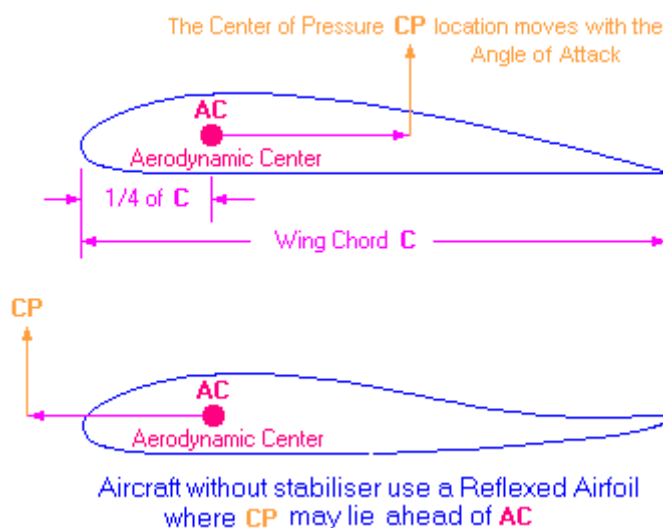 The Center of Pressure CP location moves with the
Angle of Attack
AC
Aerodynamic Center
1/4 of C
Wing Chord C
CP
AC
Aerodynamic Center
Aircraft without stabiliser use a Reflexed Airfoil
where CP may lie ahead of AC